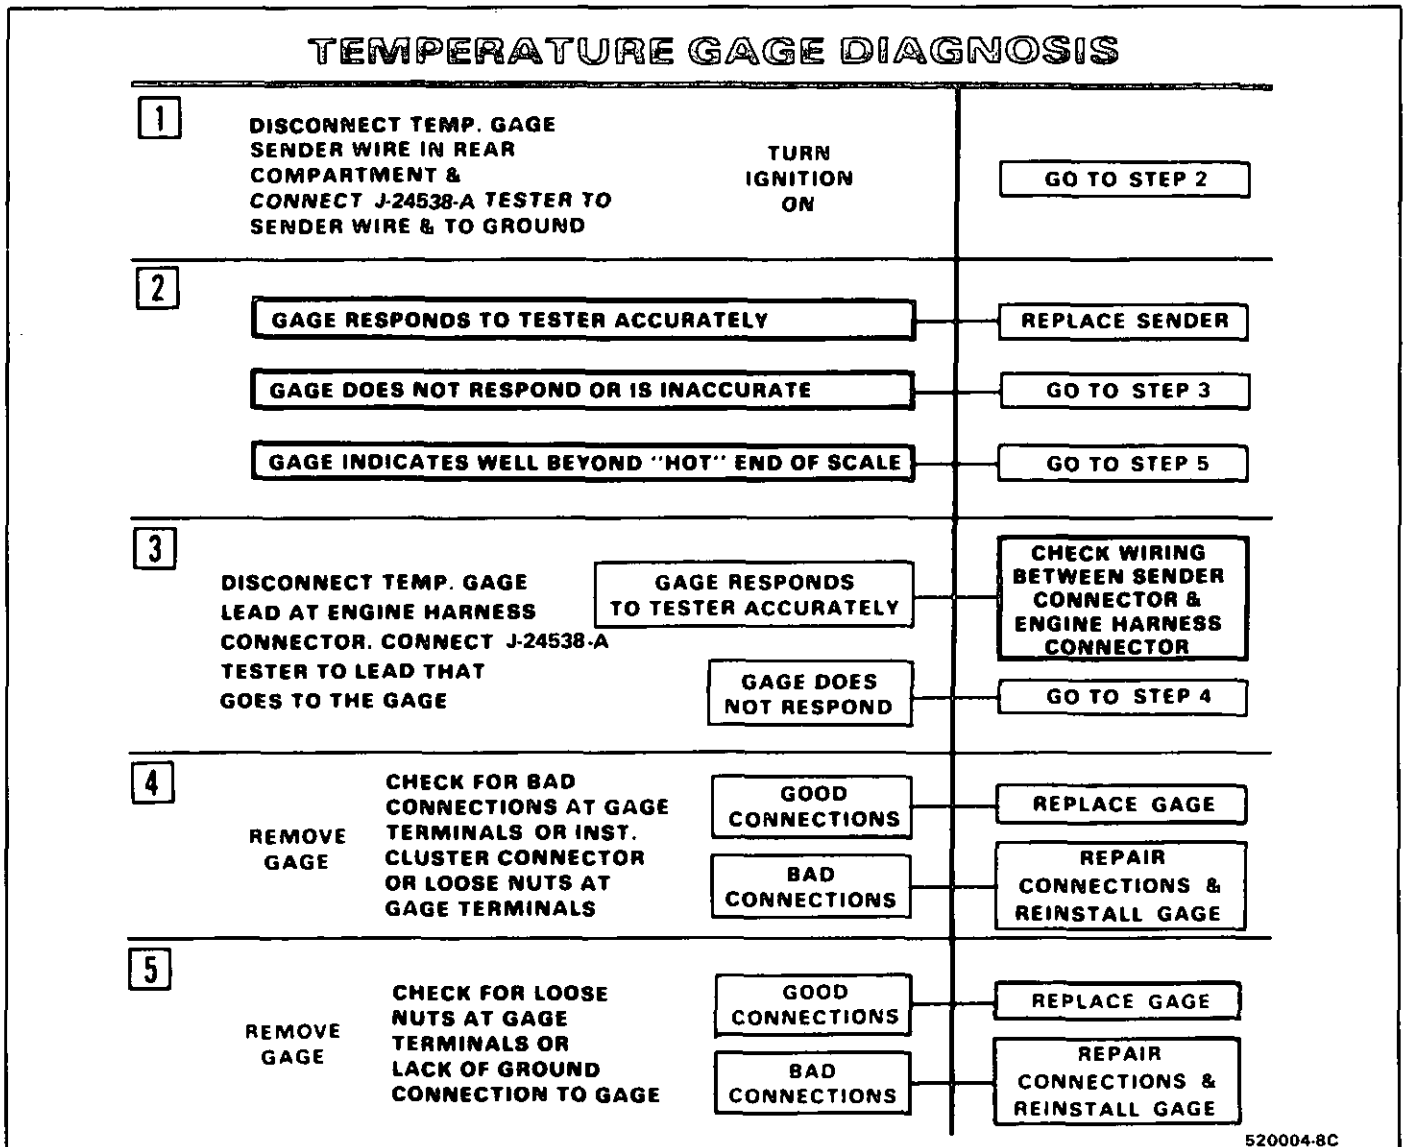 TEMPERATURE GAGE DIAGNOSIS
1
DISCONNECT TEMP. GAGE
SENDER WIRE IN REAR
COMPARTMENT &
CONNECT J-24538-A TESTER TO
SENDER WIRE & TO GROUND
TURN
IGNITION
ON
GO TO STEP 2
2
GAGE RESPONDS TO TESTER ACCURATELY
REPLACE SENDER
GAGE DOES NOT RESPOND OR IS INACCURATE
GO TO STEP 3
GAGE INDICATES WELL BEYOND "HOT" END OF SCALE
GO TO STEP 5
3
DISCONNECT TEMP. GAGE
LEAD AT ENGINE HARNESS
CONNECTOR. CONNECT J-24538-A
TESTER TO LEAD THAT
GOES TO THE GAGE
GAGE RESPONDS
TO TESTER ACCURATELY
CHECK WIRING
BETWEEN SENDER
CONNECTOR &
ENGINE HARNESS
CONNECTOR
GAGE DOES
NOT RESPOND
GO TO STEP 4
4
REMOVE
GAGE
CHECK FOR BAD
CONNECTIONS AT GAGE
TERMINALS OR INST.
CLUSTER CONNECTOR
OR LOOSE NUTS AT
GAGE TERMINALS
GOOD
CONNECTIONS
REPLACE GAGE
BAD
CONNECTIONS
REPAIR
CONNECTIONS &
REINSTALL GAGE
5
REMOVE
GAGE
CHECK FOR LOOSE
NUTS AT GAGE
TERMINALS OR
LACK OF GROUND
CONNECTION TO GAGE
GOOD
CONNECTIONS
REPLACE GAGE
BAD
CONNECTIONS
REPAIR
CONNECTIONS &
REINSTALL GAGE
520004-8C